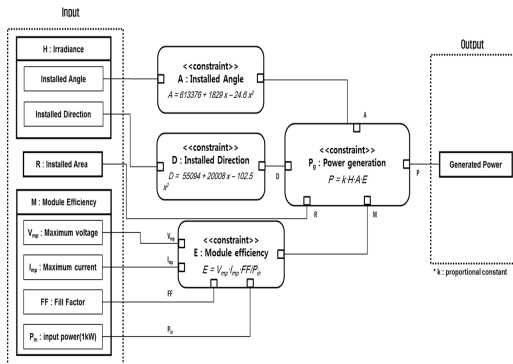 Input
H : Irradiance
Installed Angle
Installed Direction
R : Installed Area
M : Module Efficiency
Vmp : Maximum voltage
Imp : Maximum current
FF : Fill Factor
Pin : input power(1kW)
<<constraint>>
A : Installed Angle
A = 613376 + 1829 x – 24.6 x²
<<constraint>>
D : Installed Direction
D = 55094 + 20008 x – 102.5
x²
<<constraint>>
E : Module efficiency
E = Vmp·Imp·FF/Pin
Vmp
Imp
FF
Pin
<<constraint>>
Pg : Power generation
P = k·H·A·E
A
D
R
M
P
Output
Generated Power
* k : proportional constant